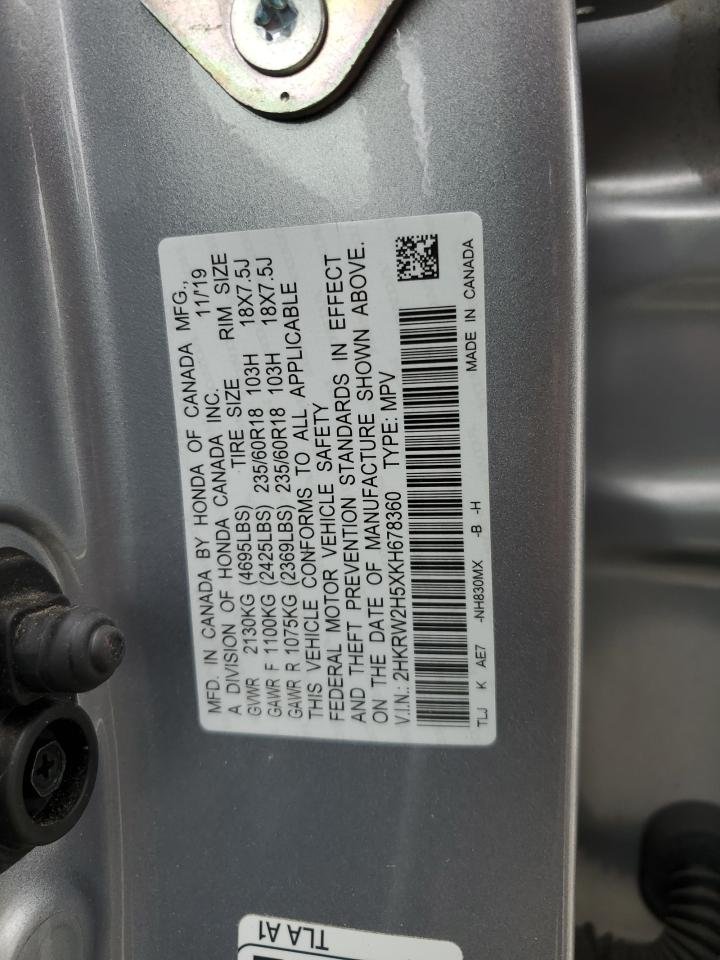 MFD. IN CANADA BY HONDA OF CANADA MFG.,
A DIVISION OF HONDA CANADA INC. 11/19
GVWR 2130KG (4695LBS) TIRE SIZE RIM SIZE
GAWR F 1100KG (2425LBS) 235/60R18 103H 18X7.5J
GAWR R 1075KG (2369LBS) 235/60R18 103H 18X7.5J
THIS VEHICLE CONFORMS TO ALL APPLICABLE
FEDERAL MOTOR VEHICLE SAFETY
AND THEFT PREVENTION STANDARDS IN EFFECT
ON THE DATE OF MANUFACTURE SHOWN ABOVE.
V.I.N.: 2HKRW2H5XKH678360 TYPE: MPV
TLJ K AE7 -NH830MX -B -H MADE IN CANADA
TLA A1